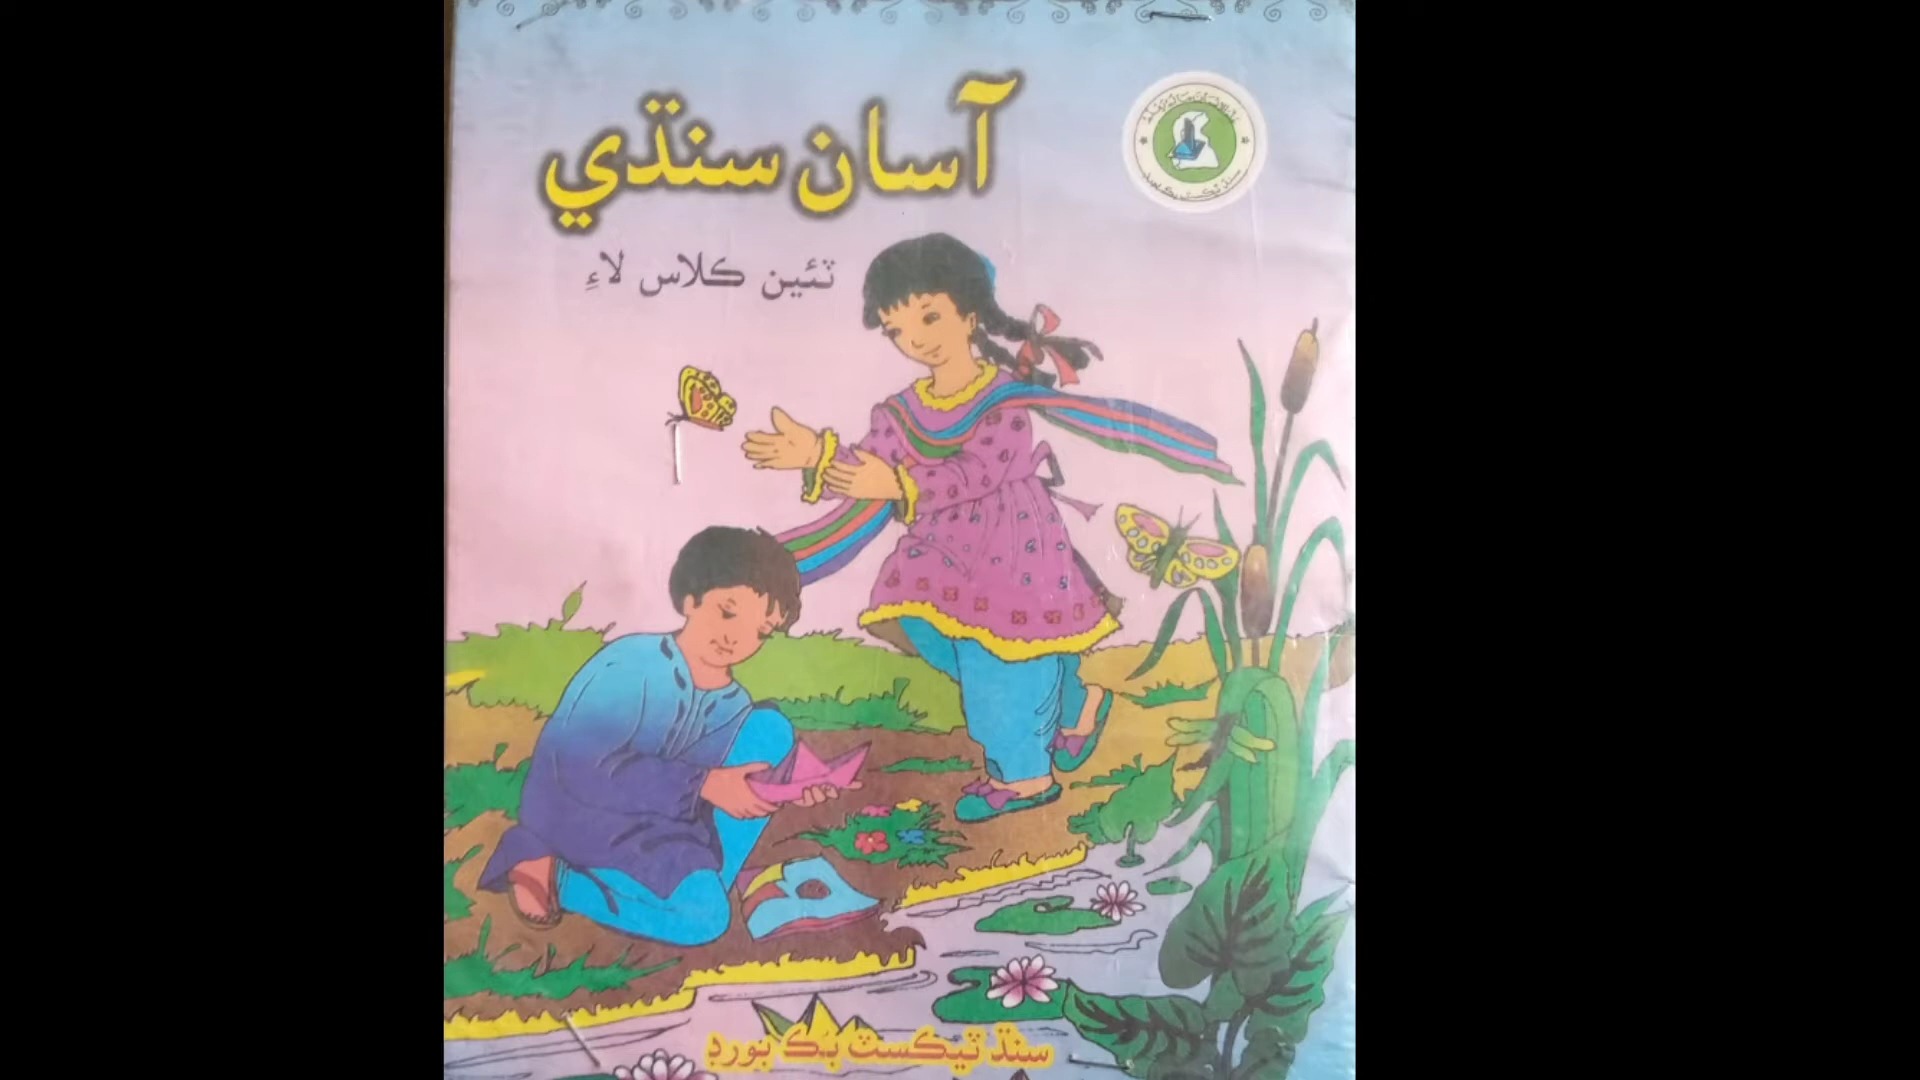 آسان سنڌي
ٽئين ڪلاس لاءِ
سنڌ ٽيڪسٽ بڪ بورڊ